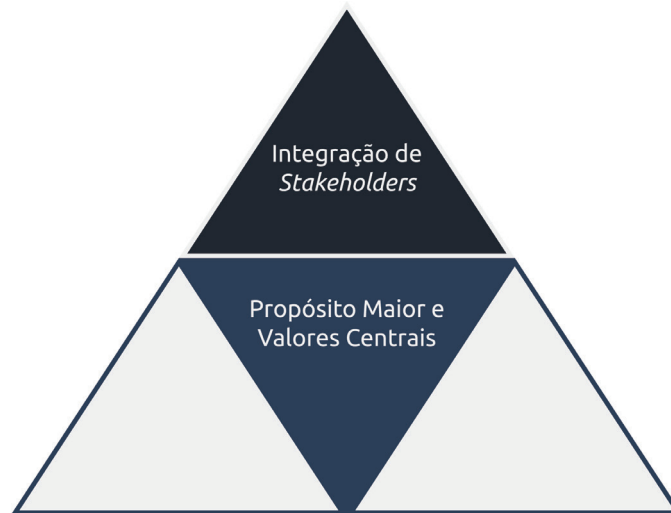 Integração de
Stakeholders
Propósito Maior e
Valores Centrais